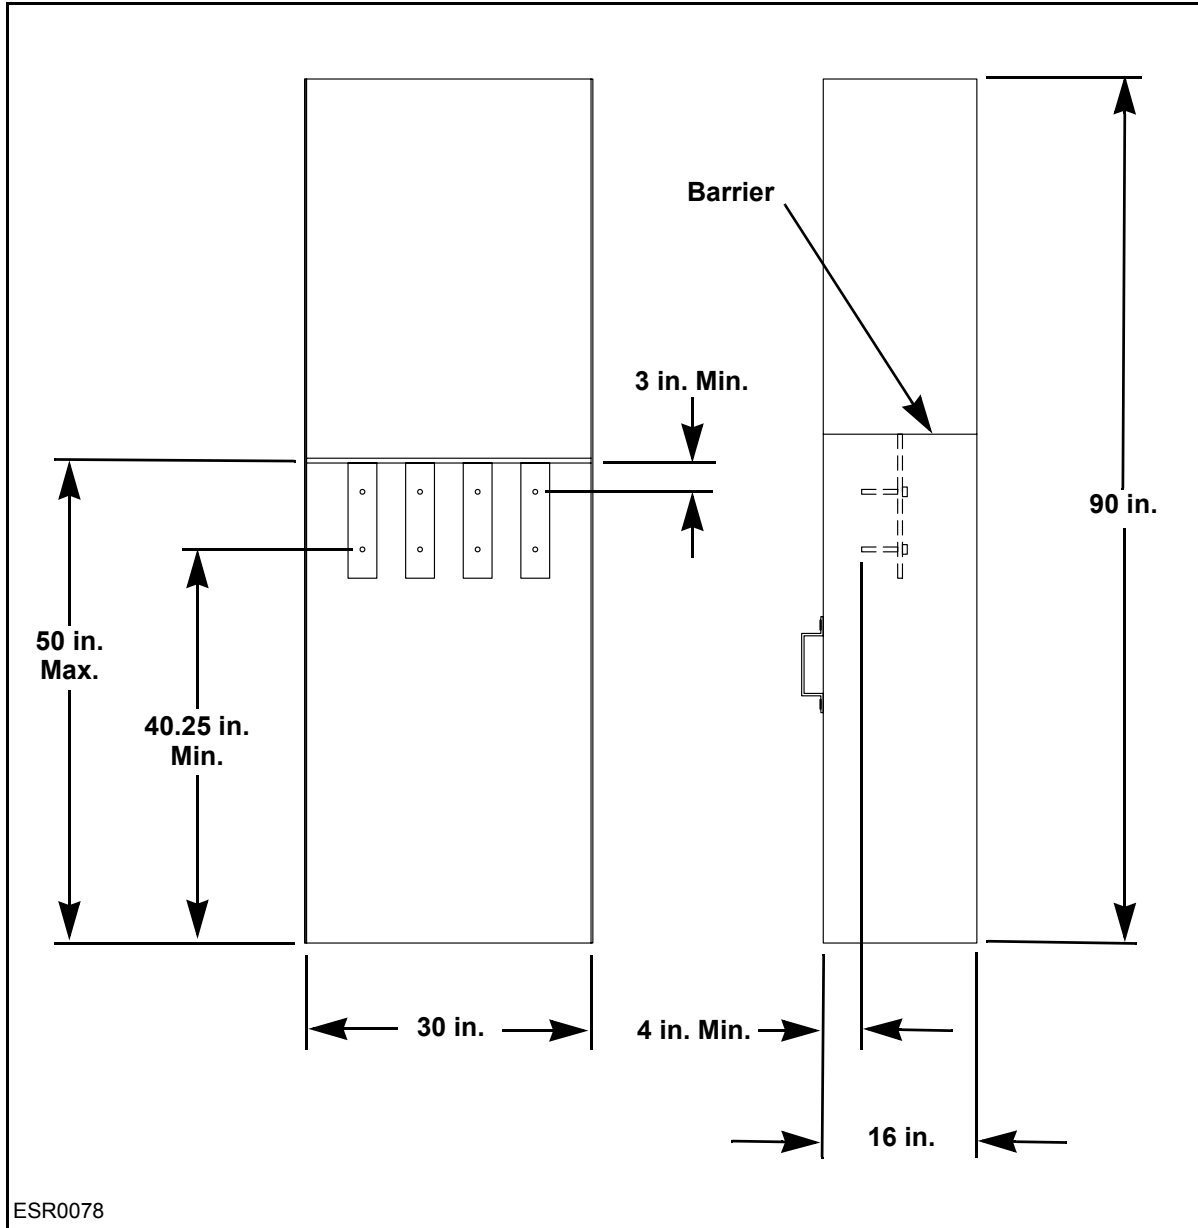 Barrier
3 in. Min.
90 in.
50 in.
Max.
40.25 in.
Min.
30 in.
4 in. Min.
16 in.
ESR0078